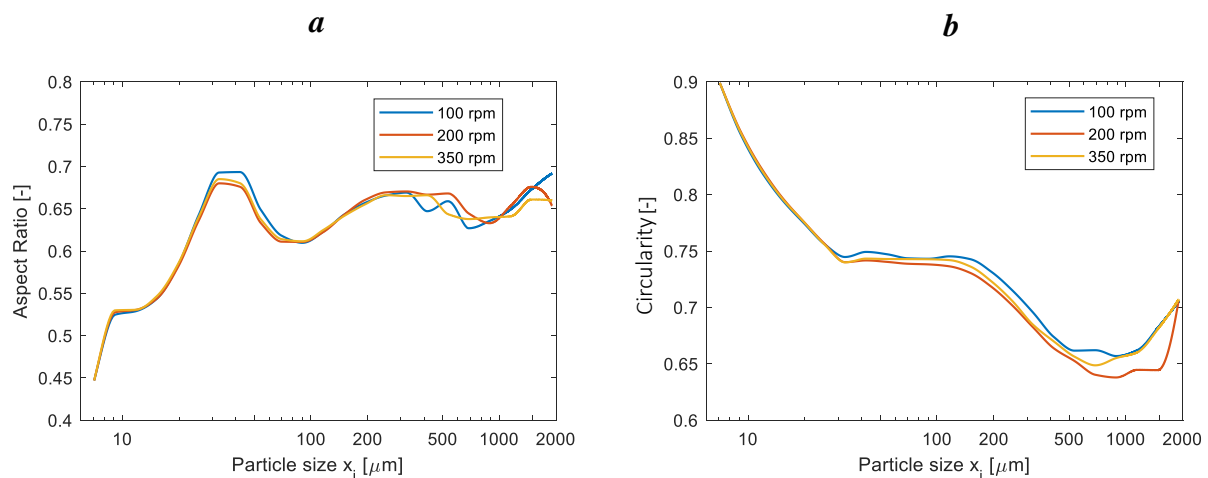 a
b
0.8
0.75
0.7
0.65
0.6
0.55
0.5
0.45
0.4
Aspect Ratio [-]
100 rpm
200 rpm
350 rpm
10
100
500
1000
2000
Particle size x_i [μm]
0.9
0.85
0.8
0.75
0.7
0.65
0.6
Circularity [-]
100 rpm
200 rpm
350 rpm
10
100
200
500
1000
2000
Particle size x_i [μm]